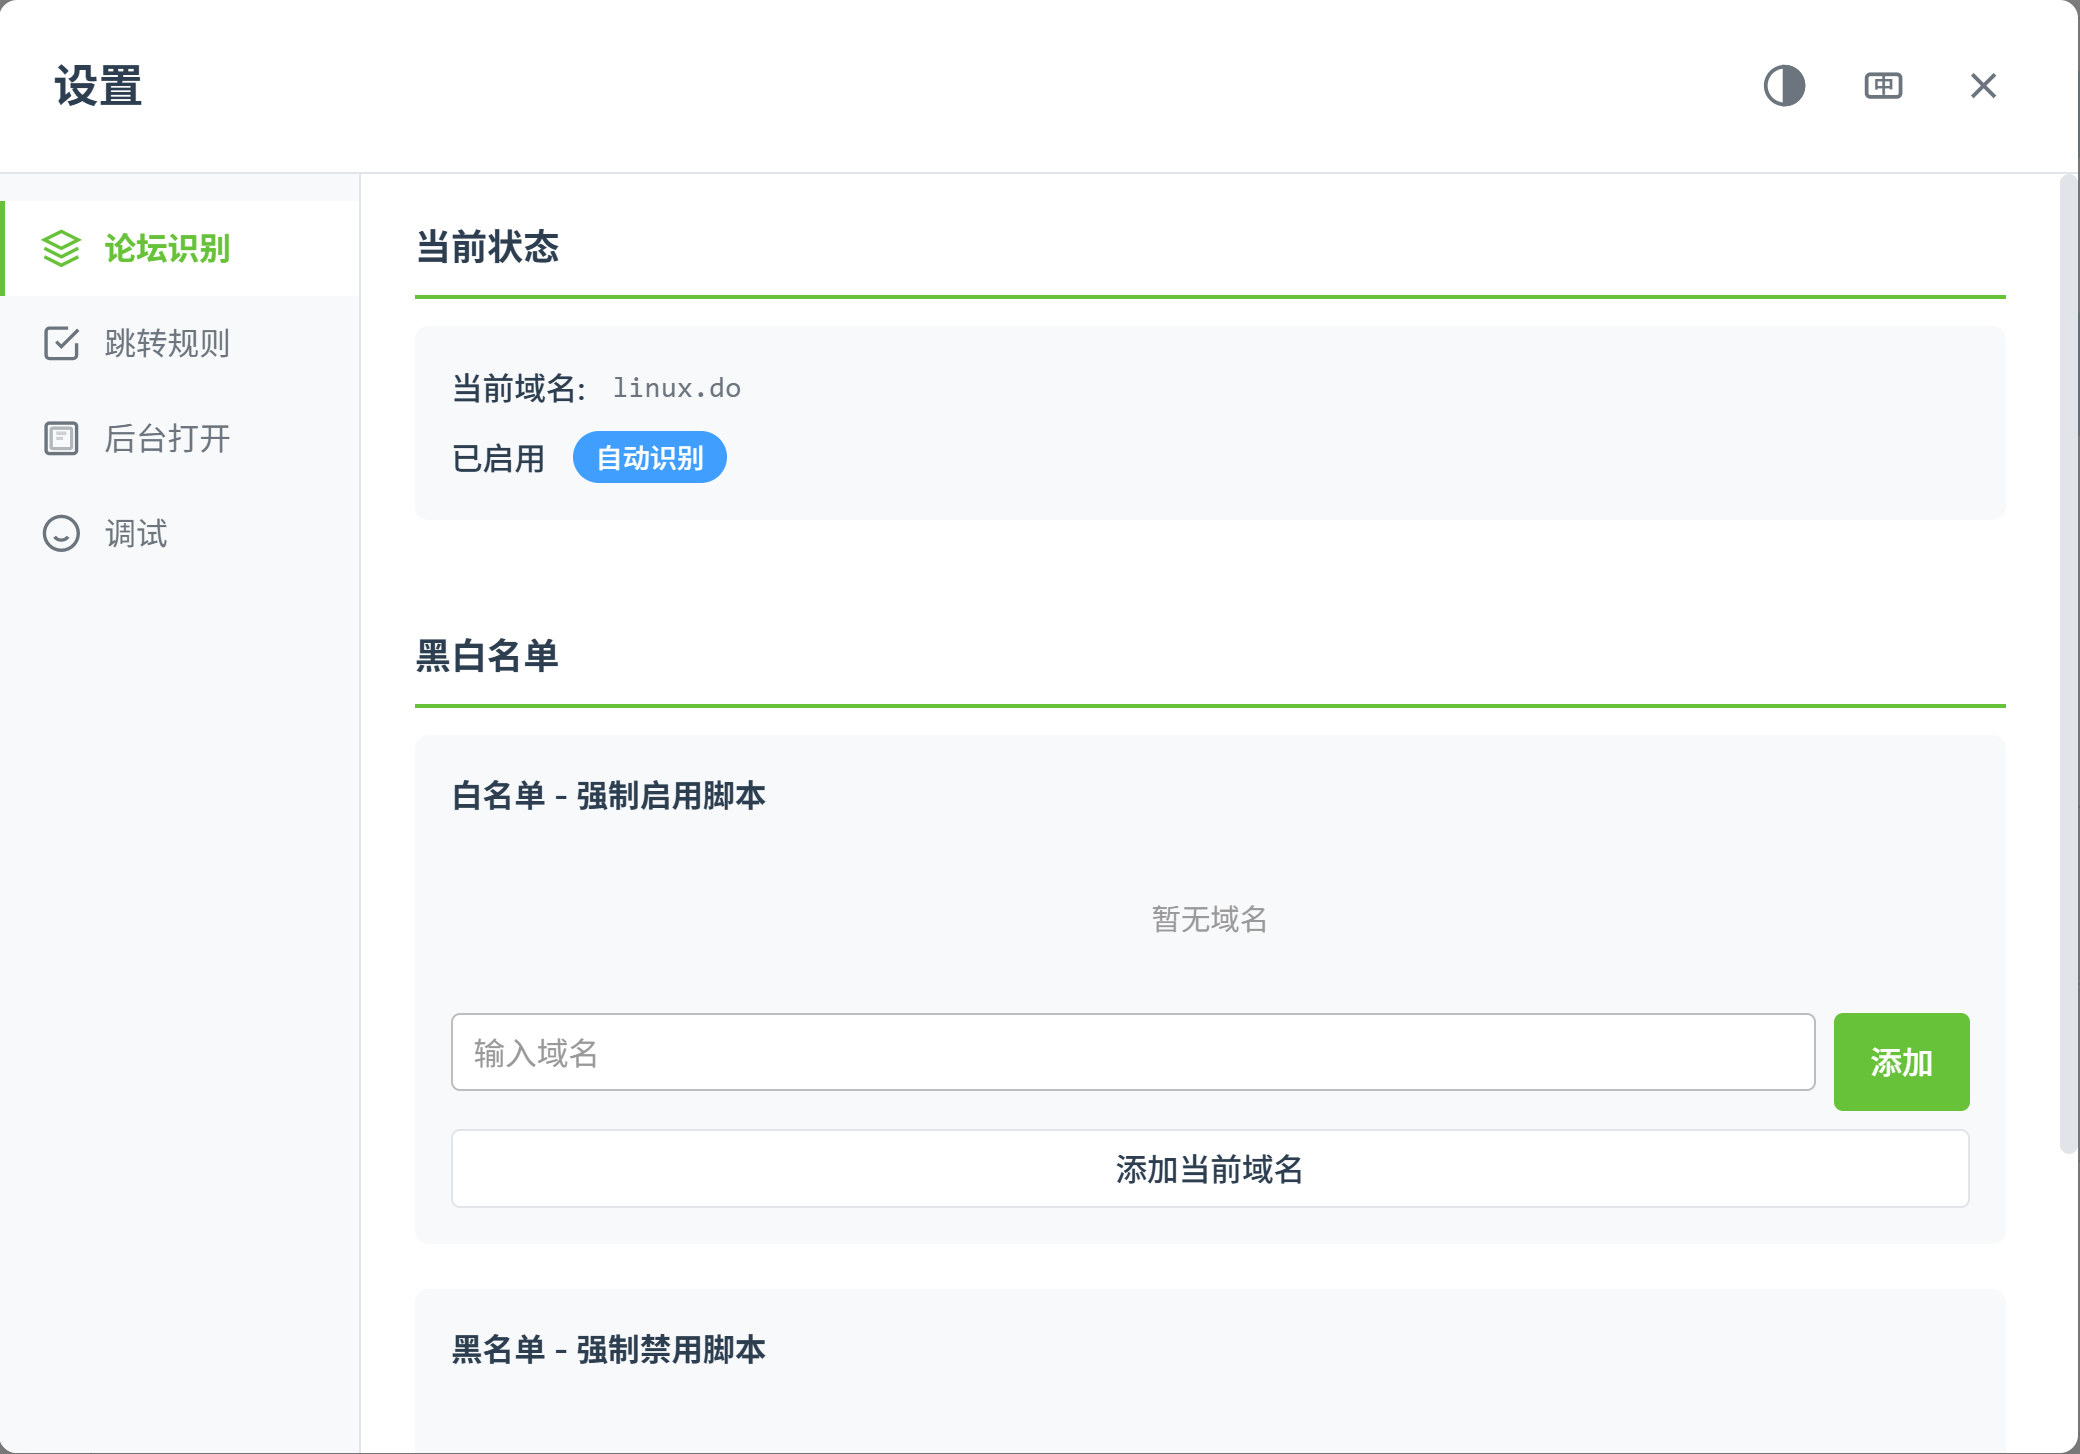 设置
中
论坛识别
跳转规则
后台打开
调试
当前状态
当前域名: linux.do
已启用 自动识别
黑白名单
白名单 - 强制启用脚本
暂无域名
输入域名
添加
添加当前域名
黑名单 - 强制禁用脚本